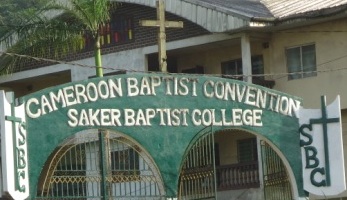 CAMEROON BAPTIST CONVENTION
SAKER BAPTIST COLLEGE
SBC
SBC